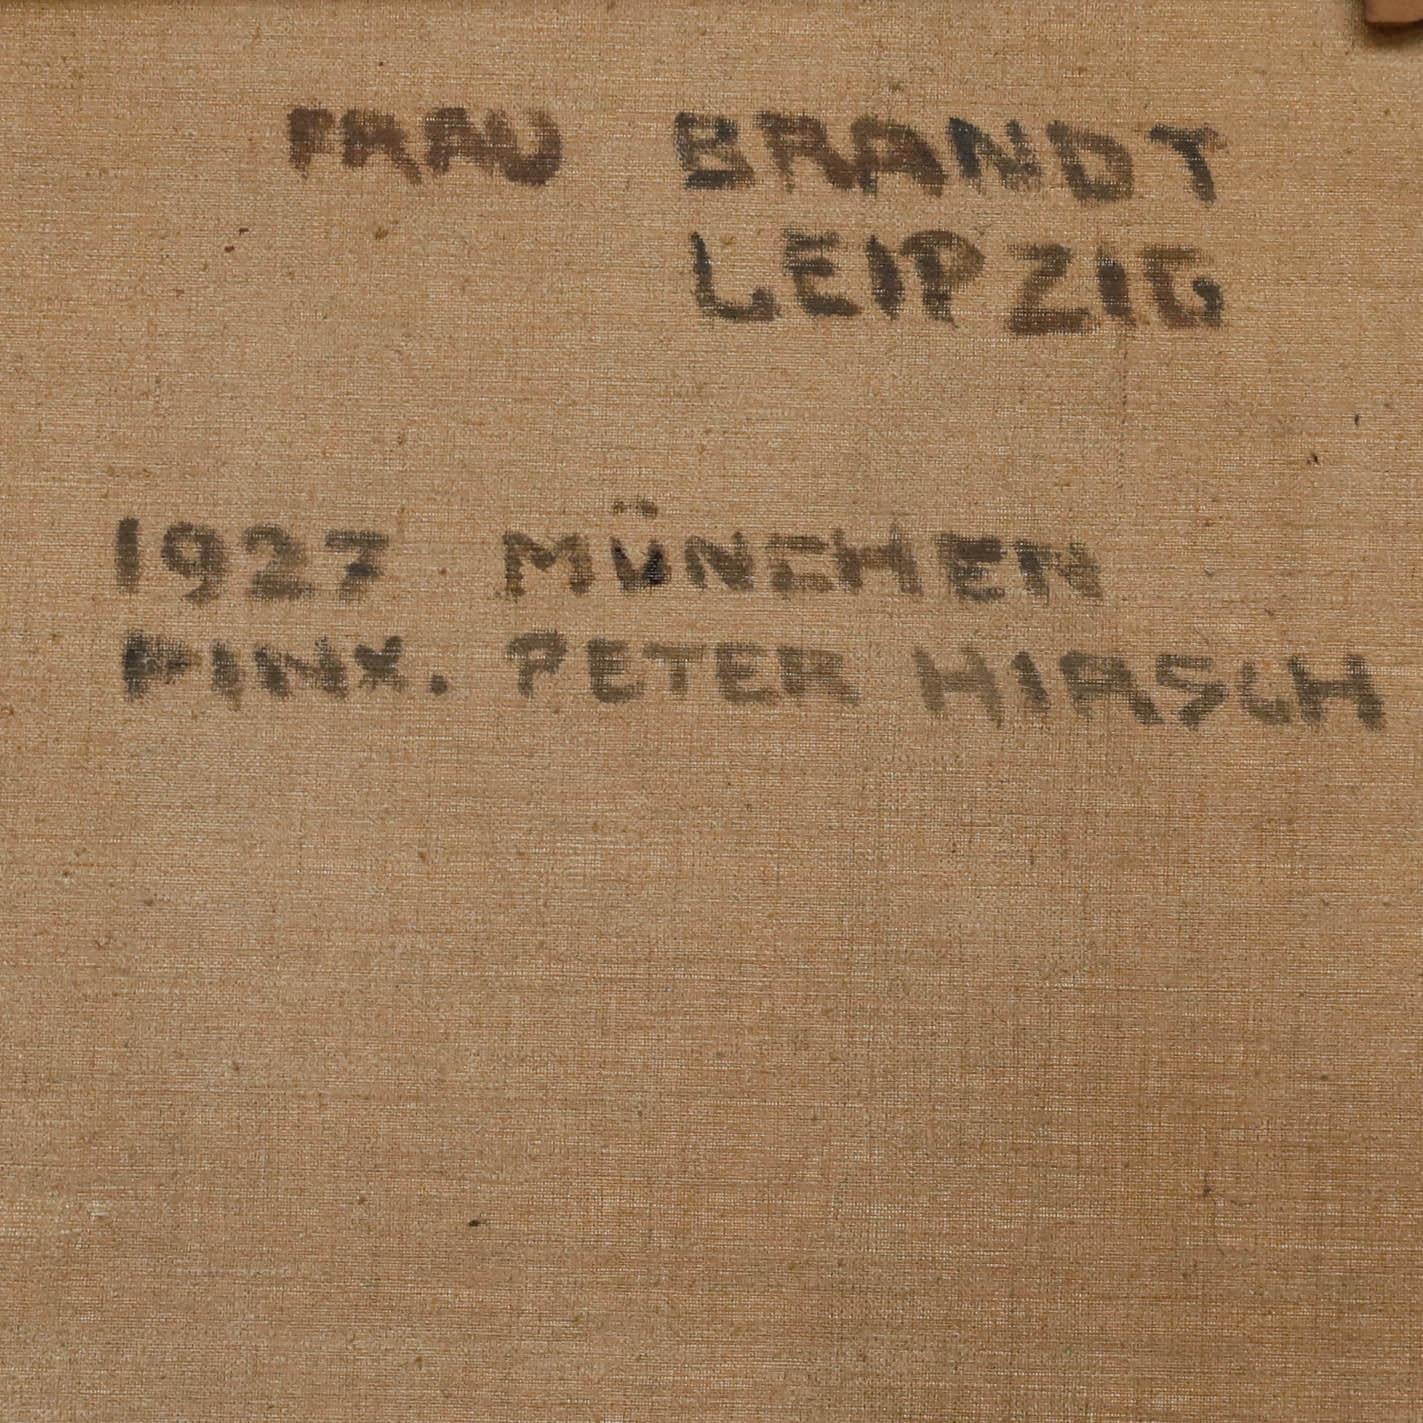 FRAU BRANDT
LEIPZIG
1927 MÜNCHEN
PINX. PETER HIRSCH